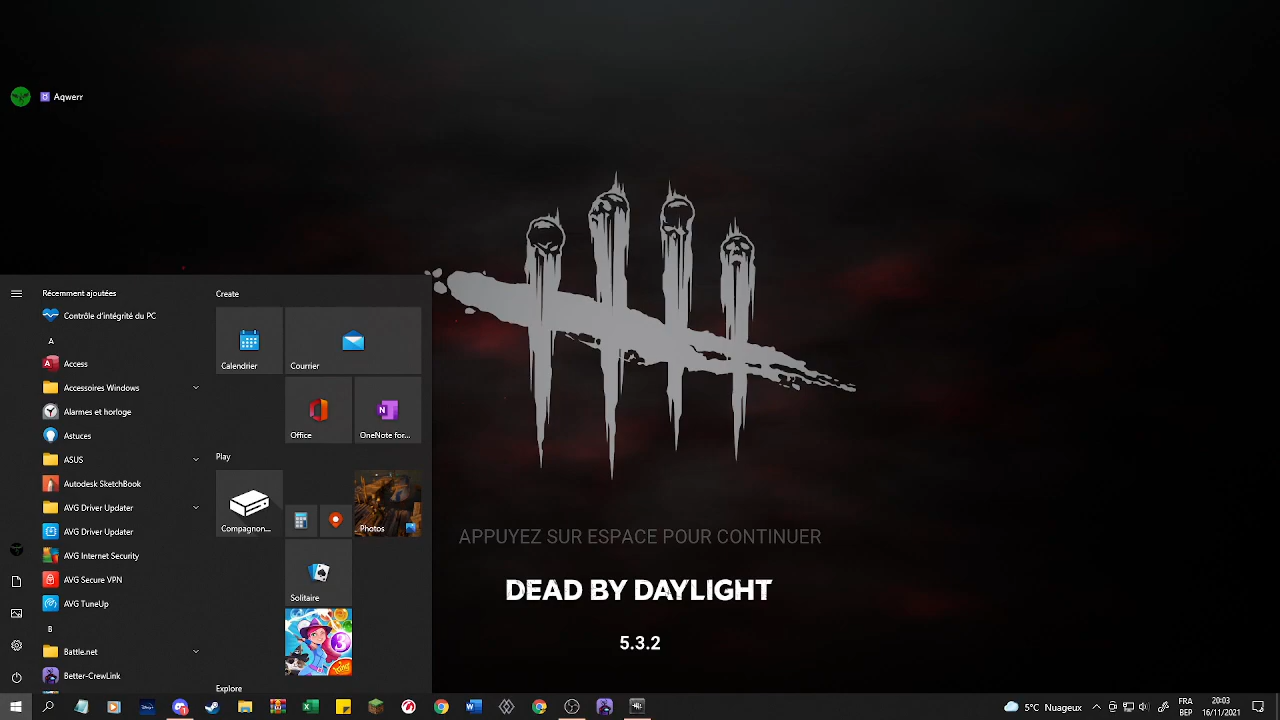 Aqwerr
Récemment ajoutées
Contrôle d'intégrité du PC
A
Access
Accessoires Windows
Alarmes et horloge
Astuces
ASUS
Autodesk SketchBook
AVG Driver Updater
AVG Driver Updater
AVG Internet Security
AVG Secure VPN
AVG TuneUp
B
Battle.net
Better-CrewLink
Create
Calendrier
Courrier
Office
OneNote for...
Play
Compagnon...
Photos
Solitaire
Explore
APPUYEZ SUR ESPACE POUR CONTINUER
DEAD BY DAYLIGHT
5.3.2
5°C Nuageux
FRA
BEP
20:03
16/11/2021